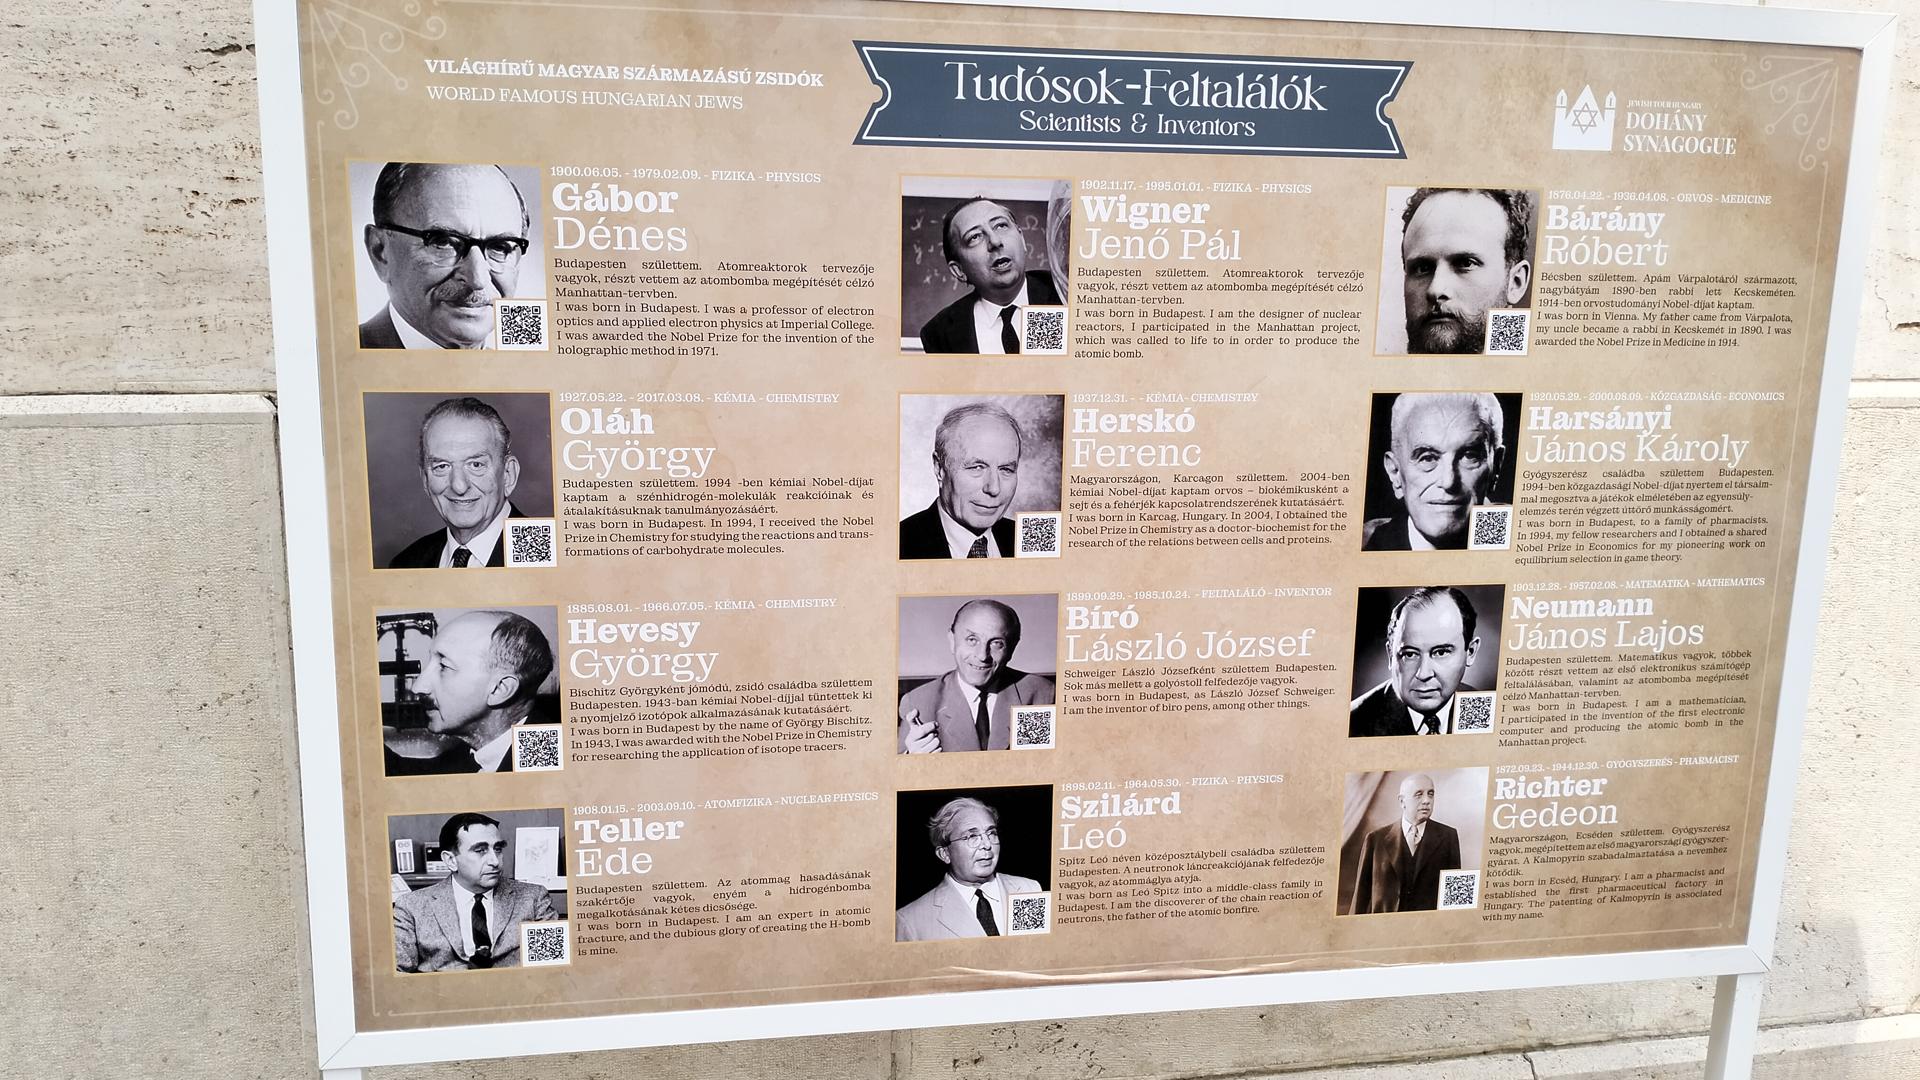 VILÁGHÍRŰ MAGYAR SZÁRMAZÁSÚ ZSIDÓK
WORLD FAMOUS HUNGARIAN JEWS
Tudósok-Feltalálók
Scientists & Inventors
JEWISH TOUR HUNGARY
DOHÁNY
SYNAGOGUE
1900.06.05. - 1979.02.09. - FIZIKA - PHYSICS
Gábor
Dénes
Budapesten születtem. Atomreaktorok tervezője
vagyok, részt vettem az atombomba megépítését célzó
Manhattan-tervben.
I was born in Budapest. I was a professor of electron
optics and applied electron physics at Imperial College.
I was awarded the Nobel Prize for the invention of the
holographic method in 1971.
1902.11.17. - 1995.01.01. - FIZIKA - PHYSICS
Wigner
Jenő Pál
Budapesten születtem. Atomreaktorok tervezője
vagyok, részt vettem az atombomba megépítését célzó
Manhattan-tervben.
I was born in Budapest. I am the designer of nuclear
reactors, I participated in the Manhattan project,
which was called to life to in order to produce the
atomic bomb.
1876.04.22. - 1936.04.08. - ORVOS - MEDICINE
Bárány
Róbert
Bécsben születtem. Apám Várpalotáról származott,
nagybátyám 1890-ben rabbi lett Kecskeméten.
1914-ben orvostudományi Nobel-díjat kaptam.
I was born in Vienna. My father came from Várpalota,
my uncle became a rabbi in Kecskemét in 1890. I was
awarded the Nobel Prize in Medicine in 1914.
1927.05.22. - 2017.03.08. - KÉMIA - CHEMISTRY
Oláh
György
Budapesten születtem. 1994 -ben kémiai Nobel-díjat
kaptam a szénhidrogén-molekulák reakcióinak és
átalakításuknak tanulmányozásáért.
I was born in Budapest. In 1994, I received the Nobel
Prize in Chemistry for studying the reactions and trans-
formations of carbohydrate molecules.
1937.12.31. - - KÉMIA- CHEMISTRY
Herskó
Ferenc
Magyarországon, Karcagon születtem. 2004-ben
kémiai Nobel-díjat kaptam orvos – biokémikusként a
sejt és a fehérjék kapcsolatrendszerének kutatásáért.
I was born in Karcag, Hungary. In 2004, I obtained the
Nobel Prize in Chemistry as a doctor-biochemist for the
research of the relations between cells and proteins.
1920.05.29. - 2000.08.09. - KÖZGAZDASÁG - ECONOMICS
Harsányi
János Károly
Gyógyszerész családba születtem Budapesten.
1994-ben közgazdasági Nobel-díjat nyertem el társaim-
mal megosztva a játékok elméletében az egyensúly-
elemzés terén végzett úttörő munkásságomért.
I was born in Budapest, to a family of pharmacists.
In 1994, my fellow researchers and I obtained a shared
Nobel Prize in Economics for my pioneering work on
equilibrium selection in game theory.
1885.08.01. - 1966.07.05.- KÉMIA - CHEMISTRY
Hevesy
György
Bischitz Györgyként jómódú, zsidó családba születtem
Budapesten. 1943-ban kémiai Nobel-díjjal tüntettek ki
a nyomjelző izotópok alkalmazásának kutatásáért.
I was born in Budapest by the name of György Bischitz.
In 1943, I was awarded with the Nobel Prize in Chemistry
for researching the application of isotope tracers.
1899.09.29. - 1985.10.24. - FELTALÁLÓ - INVENTOR
Bíró
László József
Schweiger László Józsefként születtem Budapesten.
Sok más mellett a golyóstoll felfedezője vagyok.
I was born in Budapest, as László József Schweiger.
I am the inventor of biro pens, among other things.
1903.12.28. - 1957.02.08. - MATEMATIKA - MATHEMATICS
Neumann
János Lajos
Budapesten születtem. Matematikus vagyok, többek
között részt vettem az első elektronikus számítógép
feltalálásában, valamint az atombomba megépítését
célzó Manhattan-tervben.
I was born in Budapest. I am a mathematician,
I participated in the invention of the first electronic
computer and producing the atomic bomb in the
Manhattan project.
1908.01.15. - 2003.09.10. - ATOMFIZIKA - NUCLEAR PHYSICS
Teller
Ede
Budapesten születtem. Az atommag hasadásának
szakértője vagyok, enyém a hidrogénbomba
megalkotásának kétes dicsősége.
I was born in Budapest. I am an expert in atomic
fracture, and the dubious glory of creating the H-bomb
is mine.
1898.02.11. - 1964.05.30. - FIZIKA - PHYSICS
Szilárd
Leó
Spitz Leó néven középosztálybeli családba születtem
Budapesten. A neutronok láncreakciójának felfedezője
vagyok, az atommáglya atyja.
I was born as Leó Spitz into a middle-class family in
Budapest. I am the discoverer of the chain reaction of
neutrons, the father of the atomic bonfire.
1872.09.23. - 1944.12.30. - GYÓGYSZERÉS - PHARMACIST
Richter
Gedeon
Magyarországon, Ecséden születtem. Gyógyszerész
vagyok, megépítettem az első magyarországi gyógyszer-
gyárat. A Kalmopyrin szabadalmaztatása a nevemhez
kötődik.
I was born in Ecséd, Hungary. I am a pharmacist and
established the first pharmaceutical factory in
Hungary. The patenting of Kalmopyrin is associated
with my name.